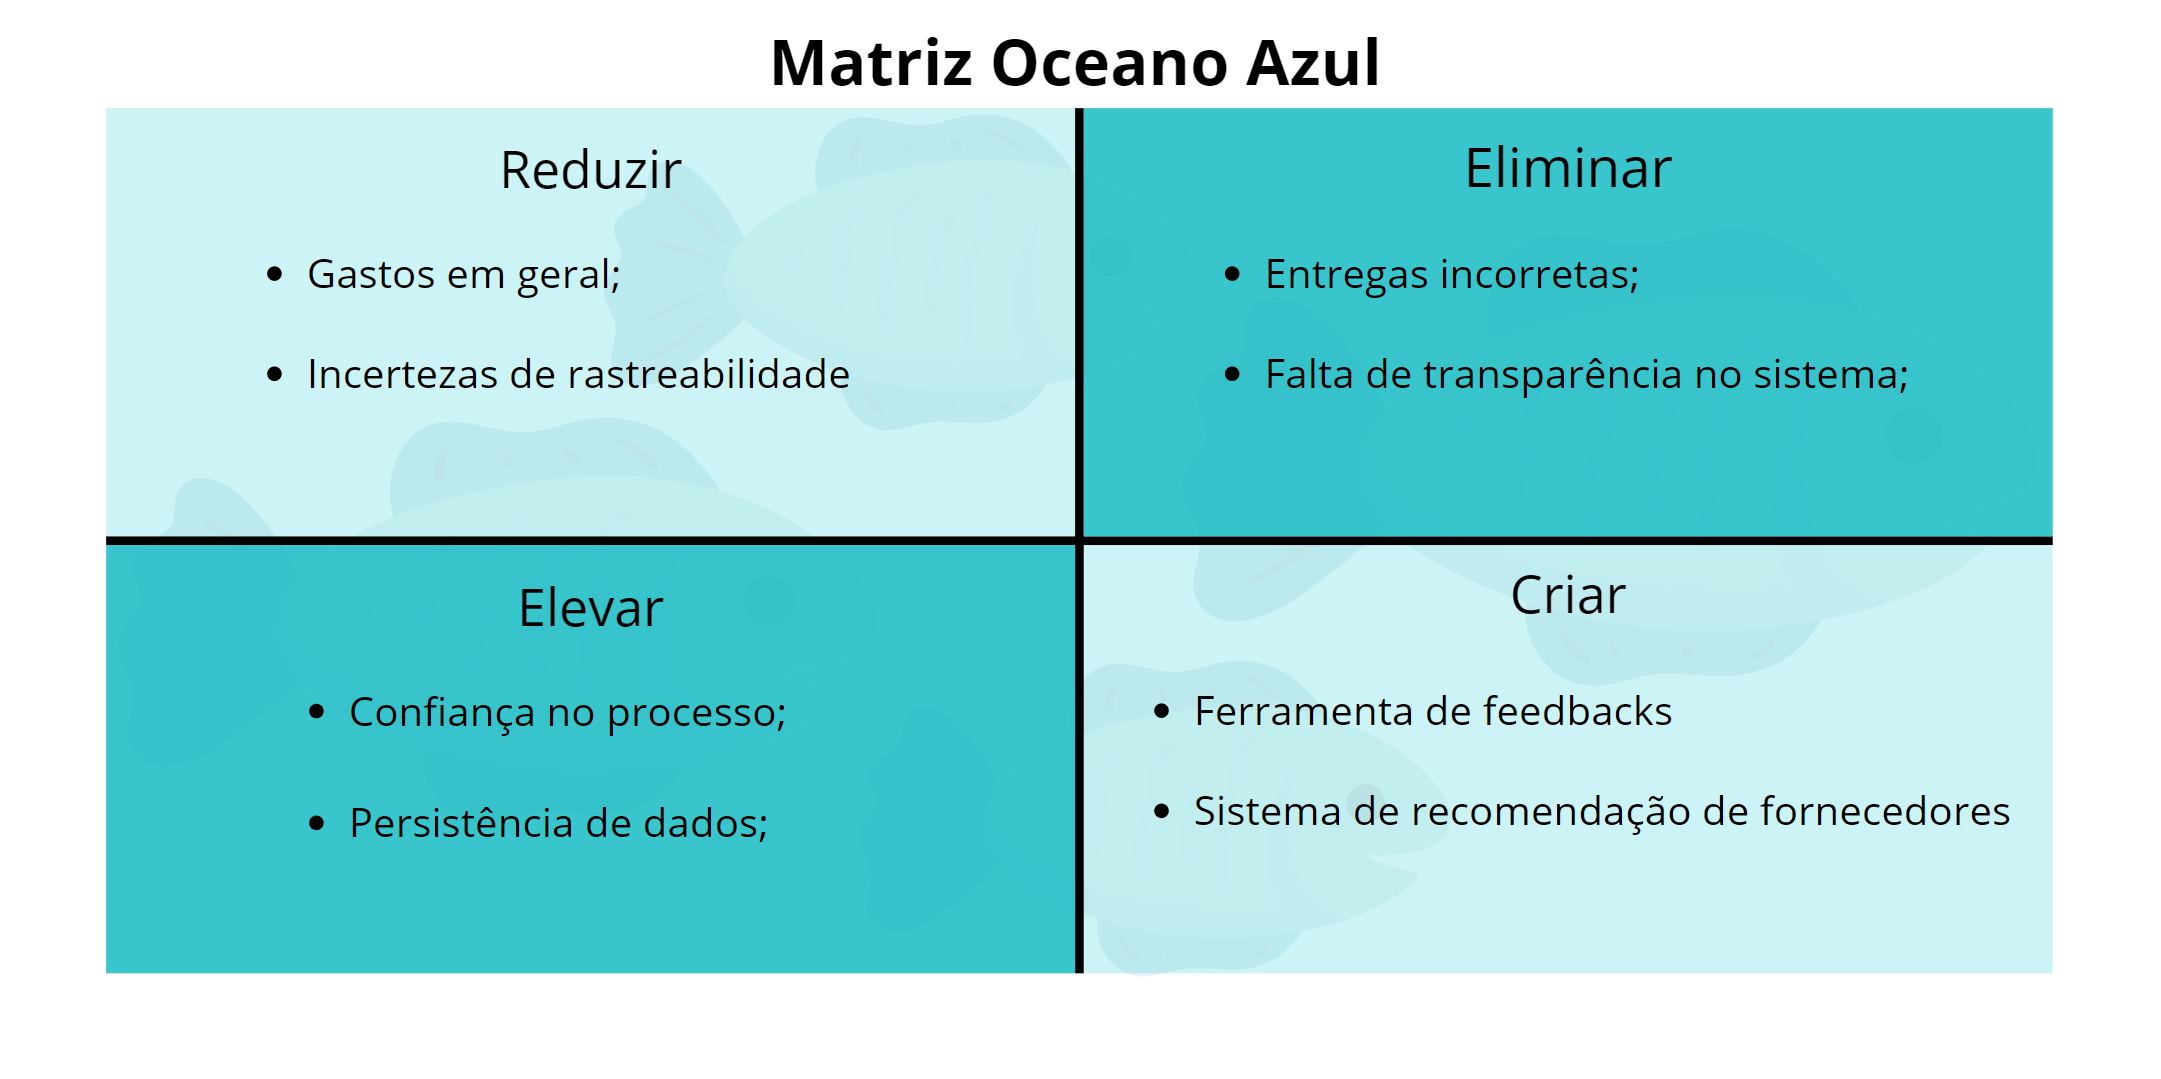 Matriz Oceano Azul
Reduzir
• Gastos em geral;
• Incertezas de rastreabilidade
Eliminar
• Entregas incorretas;
• Falta de transparência no sistema;
Elevar
• Confiança no processo;
• Persistência de dados;
Criar
• Ferramenta de feedbacks
• Sistema de recomendação de fornecedores